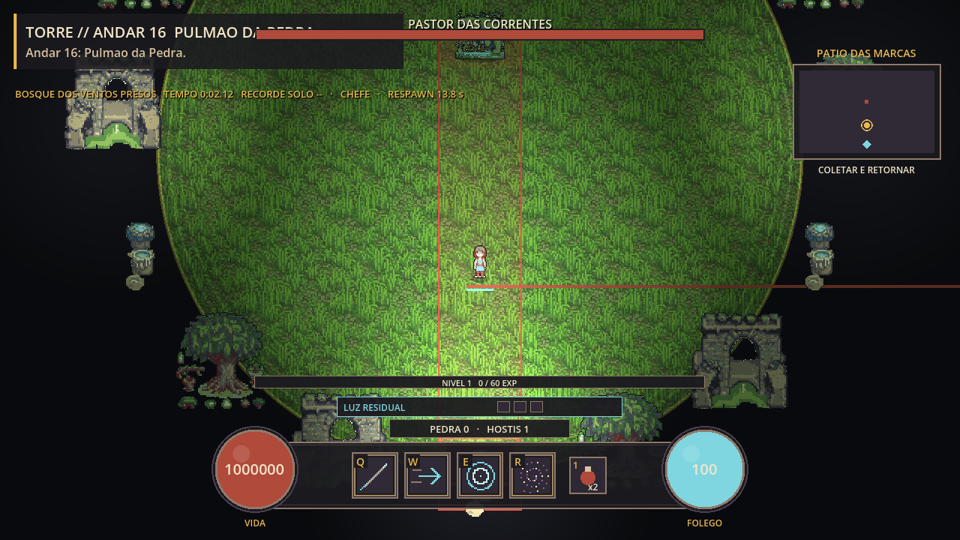 TORRE // ANDAR 16 PULMAO DA PEDRA
Andar 16: Pulmao da Pedra.
PASTOR DAS CORRENTES
PATIO DAS MARCAS
BOSQUE DOS VENTOS PRESOS TEMPO 0:02.12 RECORDE SOLO -- · CHEFE · RESPAWN 13.8 s
COLETAR E RETORNAR
NIVEL 1 0 / 60 EXP
LUZ RESIDUAL
PEDRA 0 · HOSTIS 1
1000000
Q
W
E
R
1
x2
100
VIDA
FOLEGO